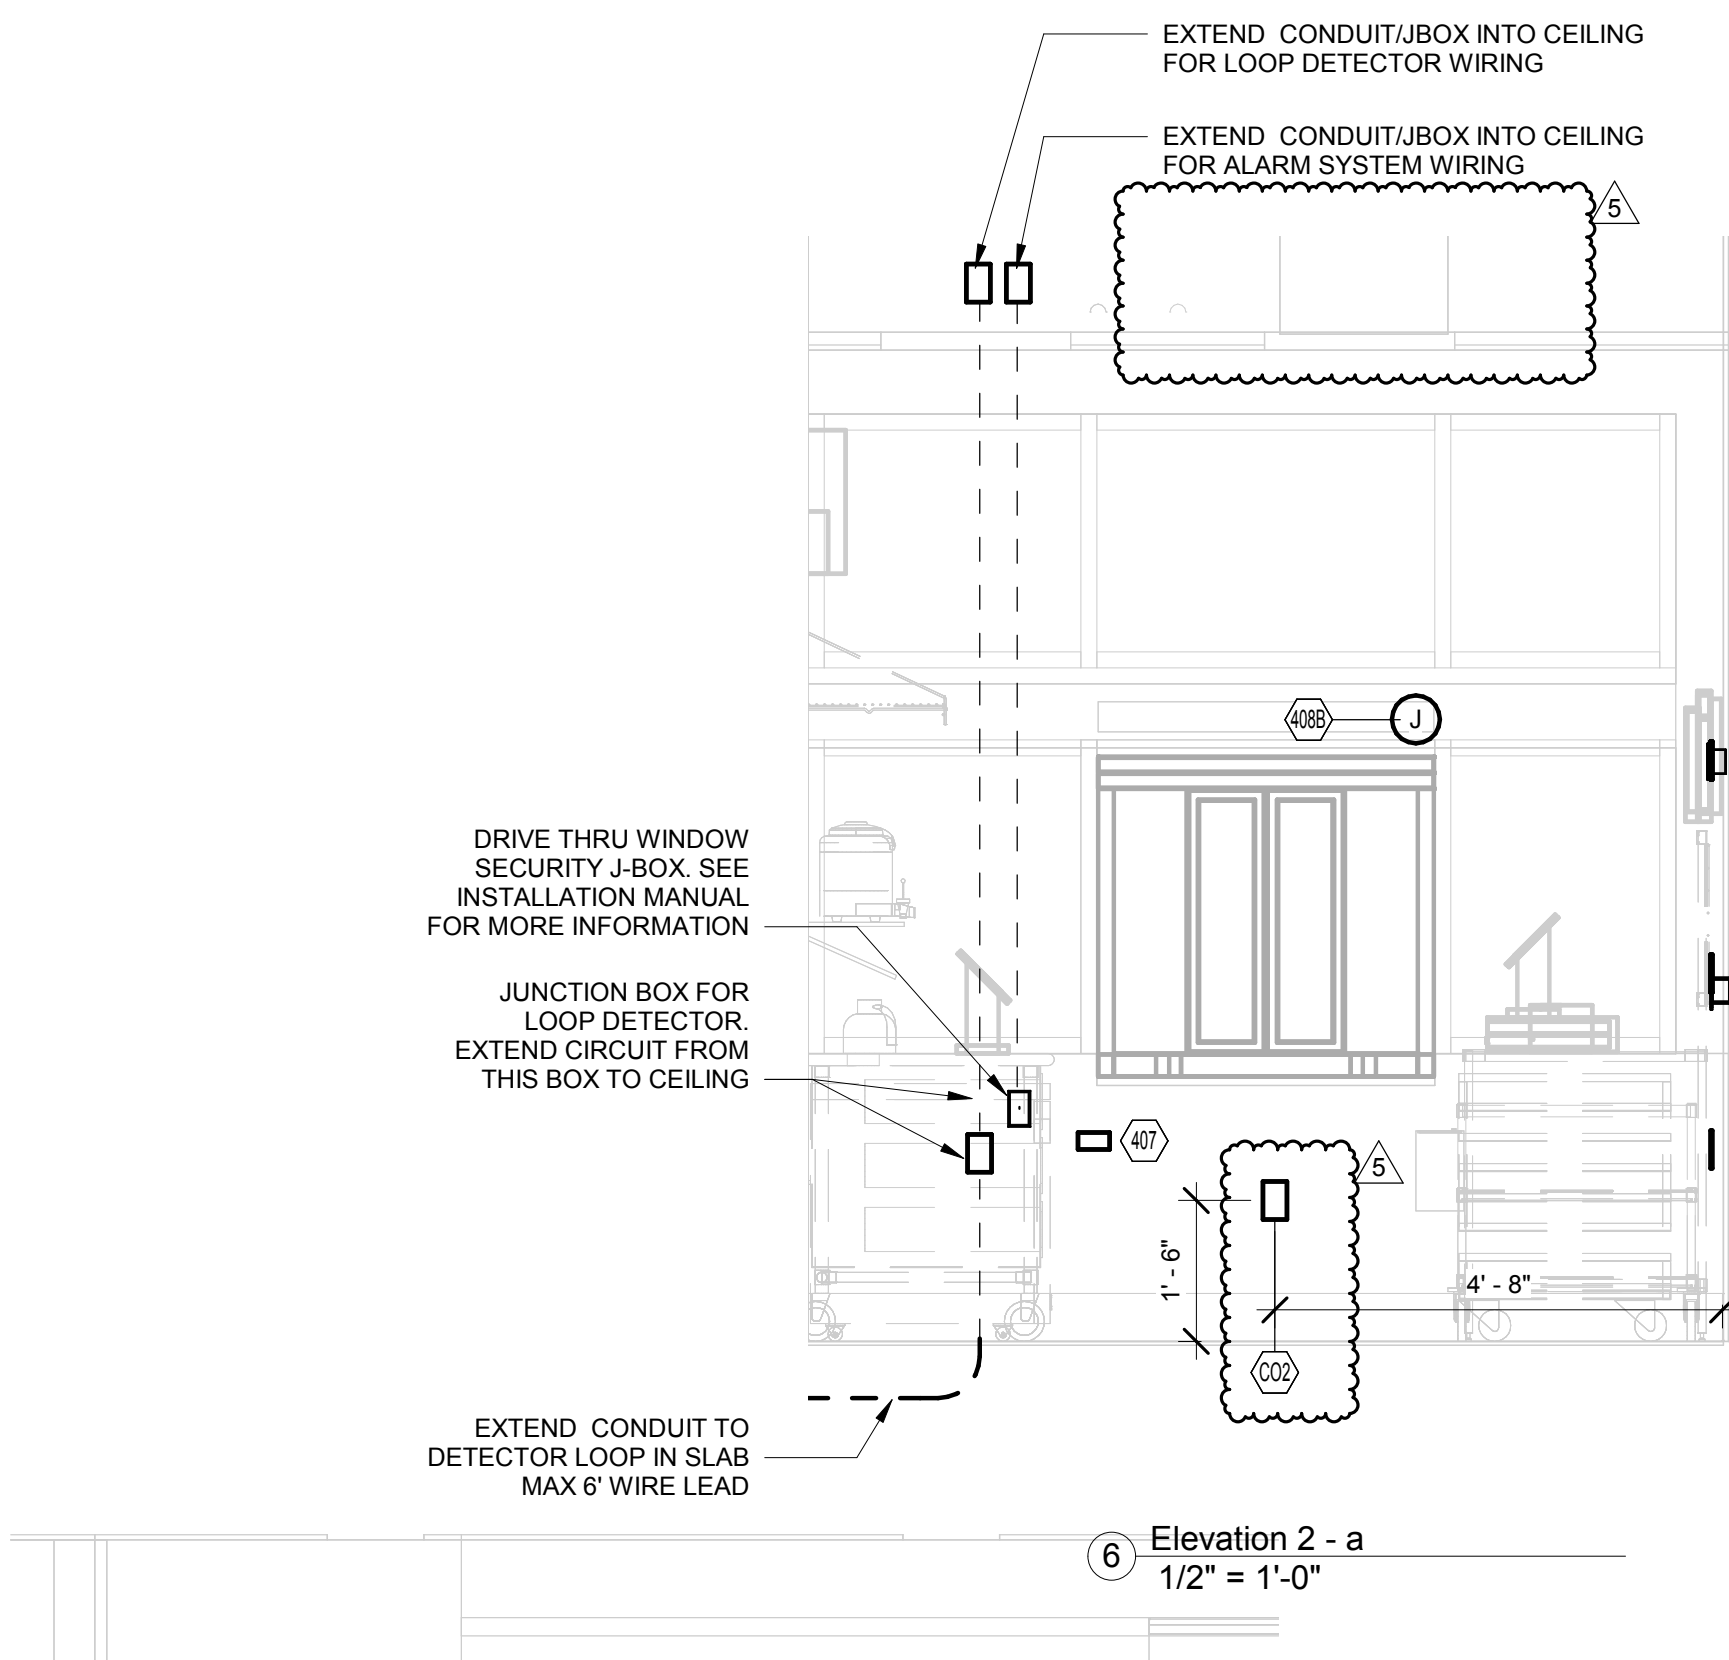 EXTEND  CONDUIT/JBOX INTO CEILING
FOR LOOP DETECTOR WIRING
EXTEND  CONDUIT/JBOX INTO CEILING
FOR ALARM SYSTEM WIRING
5
408B
J
DRIVE THRU WINDOW
SECURITY J-BOX. SEE
INSTALLATION MANUAL
FOR MORE INFORMATION
JUNCTION BOX FOR
LOOP DETECTOR.
EXTEND CIRCUIT FROM
THIS BOX TO CEILING
407
5
1' - 6"
4' - 8"
CO2
EXTEND  CONDUIT TO
DETECTOR LOOP IN SLAB
MAX 6' WIRE LEAD
6
Elevation 2 - a
1/2" = 1'-0"